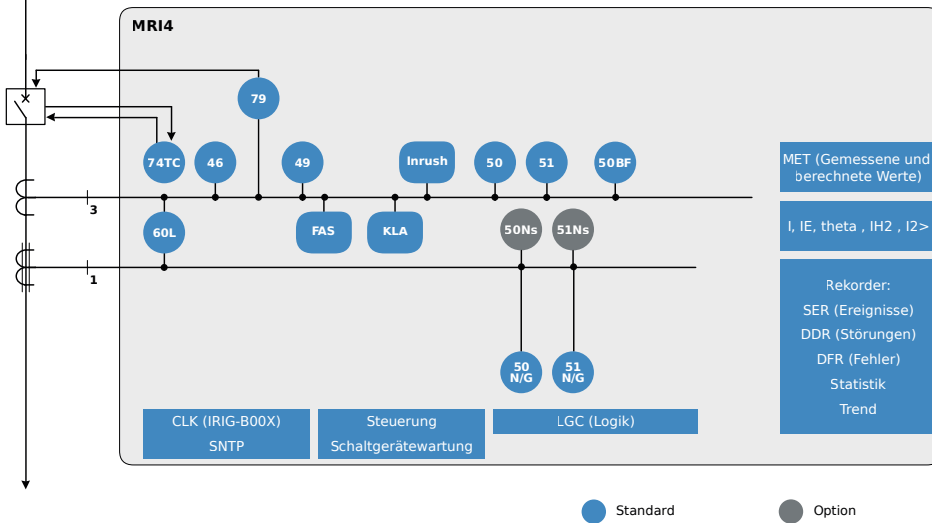 MRI4
79
74TC
46
49
Inrush
50
51
50BF
MET (Gemessene und
berechnete Werte)
3
60L
FAS
KLA
50Ns
51Ns
I, IE, theta , IH2 , I2>
1
Rekorder:
SER (Ereignisse)
DDR (Störungen)
DFR (Fehler)
Statistik
Trend
50
N/G
51
N/G
CLK (IRIG-B00X)
SNTP
Steuerung
Schaltgerätewartung
LGC (Logik)
Standard
Option